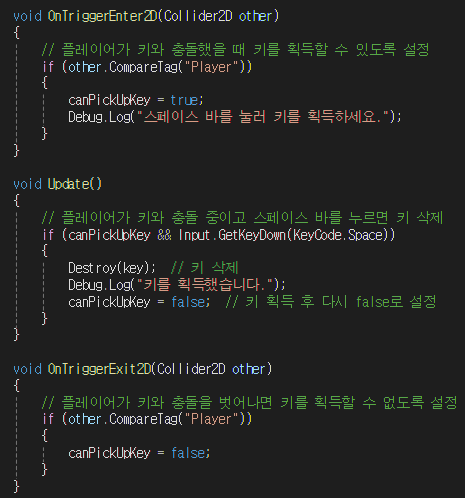 void OnTriggerEnter2D(Collider2D other)
{
// 플레이어가 키와 충돌했을 때 키를 획득할 수 있도록 설정
if (other.CompareTag("Player"))
{
canPickUpKey = true;
Debug.Log("스페이스 바를 눌러 키를 획득하세요.");
}
}
void Update()
{
// 플레이어가 키와 충돌 중이고 스페이스 바를 누르면 키 삭제
if (canPickUpKey && Input.GetKeyDown(KeyCode.Space))
{
Destroy(key); // 키 삭제
Debug.Log("키를 획득했습니다.");
canPickUpKey = false; // 키 획득 후 다시 false로 설정
}
}
void OnTriggerExit2D(Collider2D other)
{
// 플레이어가 키와 충돌을 벗어나면 키를 획득할 수 없도록 설정
if (other.CompareTag("Player"))
{
canPickUpKey = false;
}
}